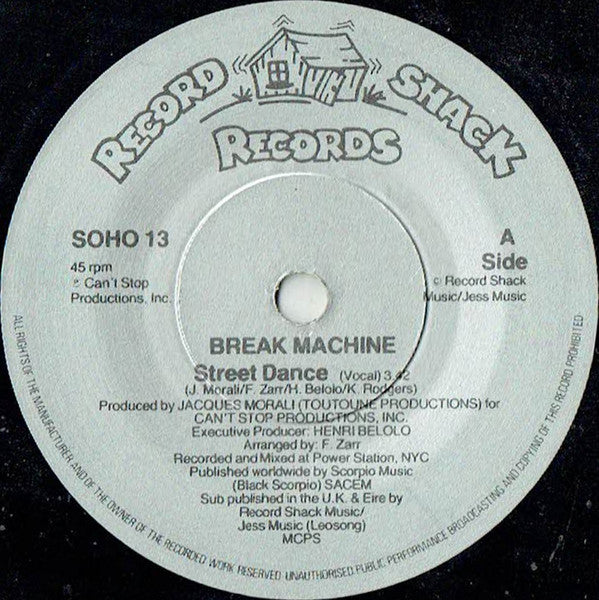 RECORD SHACK
RECORDS
SOHO 13
45 rpm
℗ Can't Stop
Productions, Inc.
A
Side
© Record Shack
Music/Jess Music
BREAK MACHINE
Street Dance (Vocal) 3.42
(J. Morali/F. Zarr/H. Belolo/K. Rodgers)
Produced by JACQUES MORALI (TOUTOUNE PRODUCTIONS) for
CAN'T STOP PRODUCTIONS, INC.
Executive Producer: HENRI BELOLO
Arranged by: F. Zarr
Recorded and Mixed at Power Station, NYC
Published worldwide by Scorpio Music
(Black Scorpio) SACEM
Sub published in the U.K. & Eire by
Record Shack Music/
Jess Music (Leosong)
MCPS
ALL RIGHTS OF THE MANUFACTURER AND OF THE OWNER OF THE RECORDED WORK RESERVED UNAUTHORISED PUBLIC PERFORMANCE BROADCASTING AND COPYING OF THIS RECORD PROHIBITED